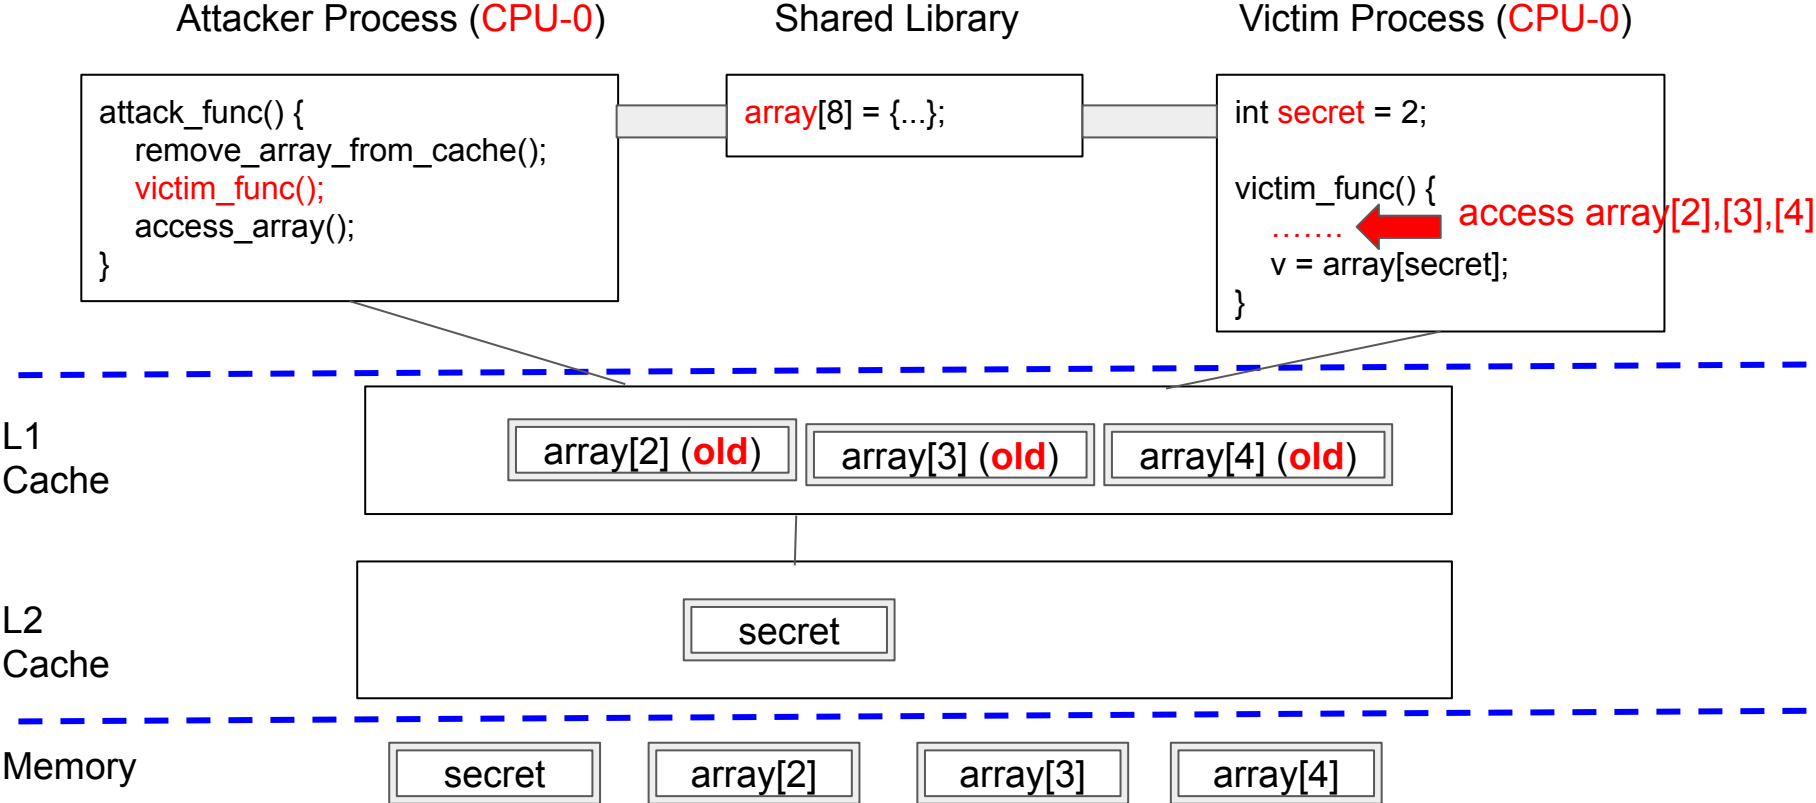 Attacker Process (CPU-0)
Shared Library
Victim Process (CPU-0)
attack_func() {
remove_array_from_cache();
victim_func();
access_array();
}
array[8] = {...};
int secret = 2;
victim_func() {
.......
v = array[secret];
}
access array[2],[3],[4]
L1
Cache
array[2] (old)
array[3] (old)
array[4] (old)
L2
Cache
secret
Memory
secret
array[2]
array[3]
array[4]